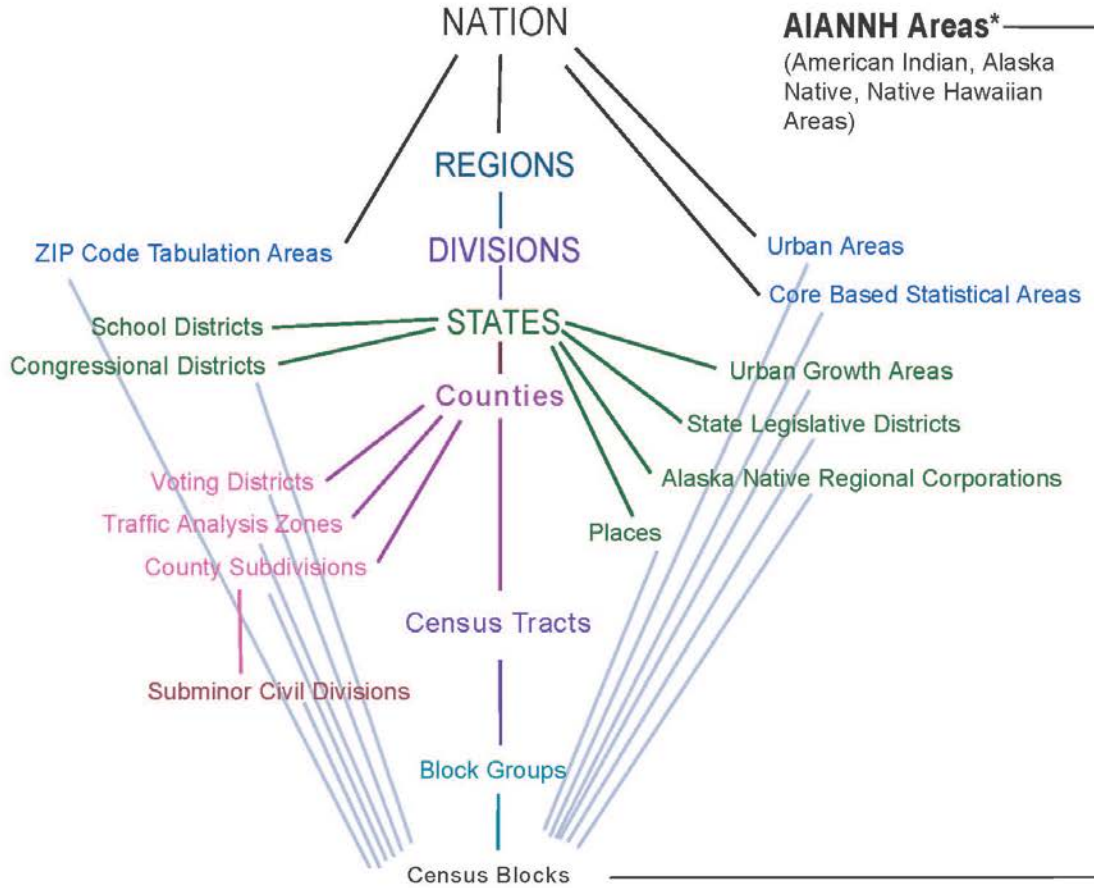 NATION
AIANNH Areas*
(American Indian, Alaska
Native, Native Hawaiian
Areas)
REGIONS
ZIP Code Tabulation Areas
DIVISIONS
Urban Areas
Core Based Statistical Areas
School Districts
STATES
Congressional Districts
Urban Growth Areas
Counties
State Legislative Districts
Voting Districts
Alaska Native Regional Corporations
Traffic Analysis Zones
Places
County Subdivisions
Census Tracts
Subminor Civil Divisions
Block Groups
Census Blocks